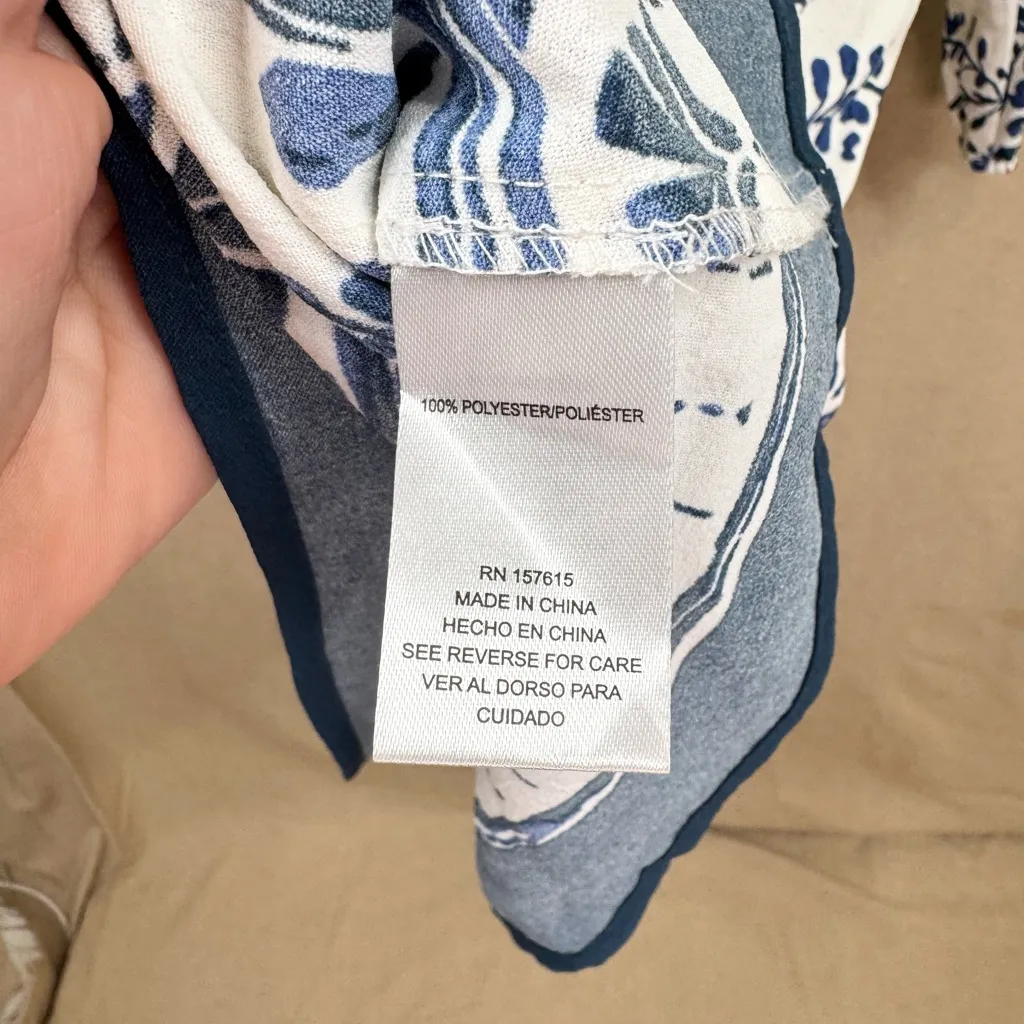 100% POLYESTER/POLIÉSTER
RN 157615
MADE IN CHINA
HECHO EN CHINA
SEE REVERSE FOR CARE
VER AL DORSO PARA
CUIDADO